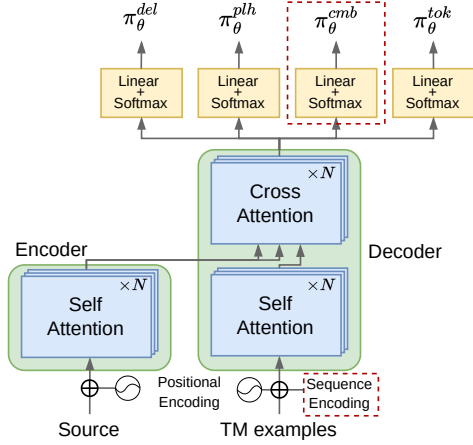 π_θ^del π_θ^plh π_θ^cmb π_θ^tok
Linear
+
Softmax
Linear
+
Softmax
Linear
+
Softmax
Linear
+
Softmax
×N
Cross
Attention
Encoder
Decoder
×N
Self
Attention
×N
Self
Attention
Positional
Encoding
Sequence
Encoding
Source
TM examples